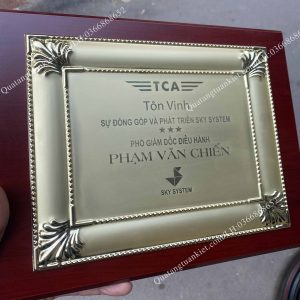 TCA
Tôn Vinh
SỰ ĐÓNG GÓP VÀ PHÁT TRIỂN SKY SYSTEM
★★★
PHÓ GIÁM ĐỐC ĐIỀU HÀNH
PHẠM VĂN CHIẾN
SKY SYSTEM